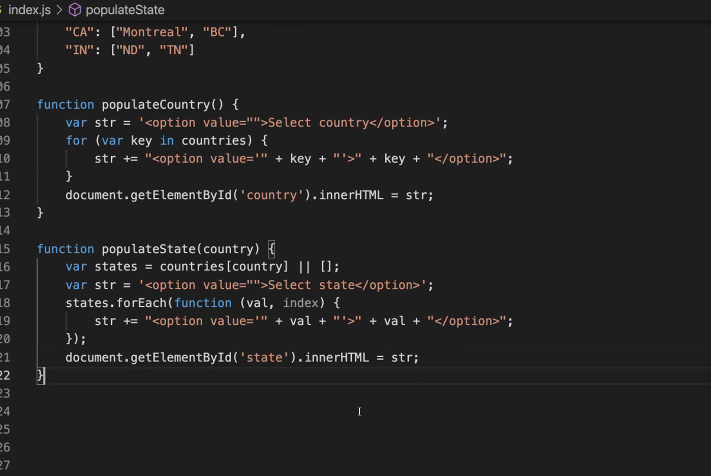 index.js > populateState
03 "CA": ["Montreal", "BC"],
04 "IN": ["ND", "TN"]
05 }
06
07 function populateCountry() {
08 var str = '<option value="">Select country</option>';
09 for (var key in countries) {
10 str += "<option value='" + key + "'>" + key + "</option>";
11 }
12 document.getElementById('country').innerHTML = str;
13 }
14
15 function populateState(country) {
16 var states = countries[country] || [];
17 var str = '<option value="">Select state</option>';
18 states.forEach(function (val, index) {
19 str += "<option value='" + val + "'>" + val + "</option>";
20 });
21 document.getElementById('state').innerHTML = str;
22 }
23
24
25
26
27